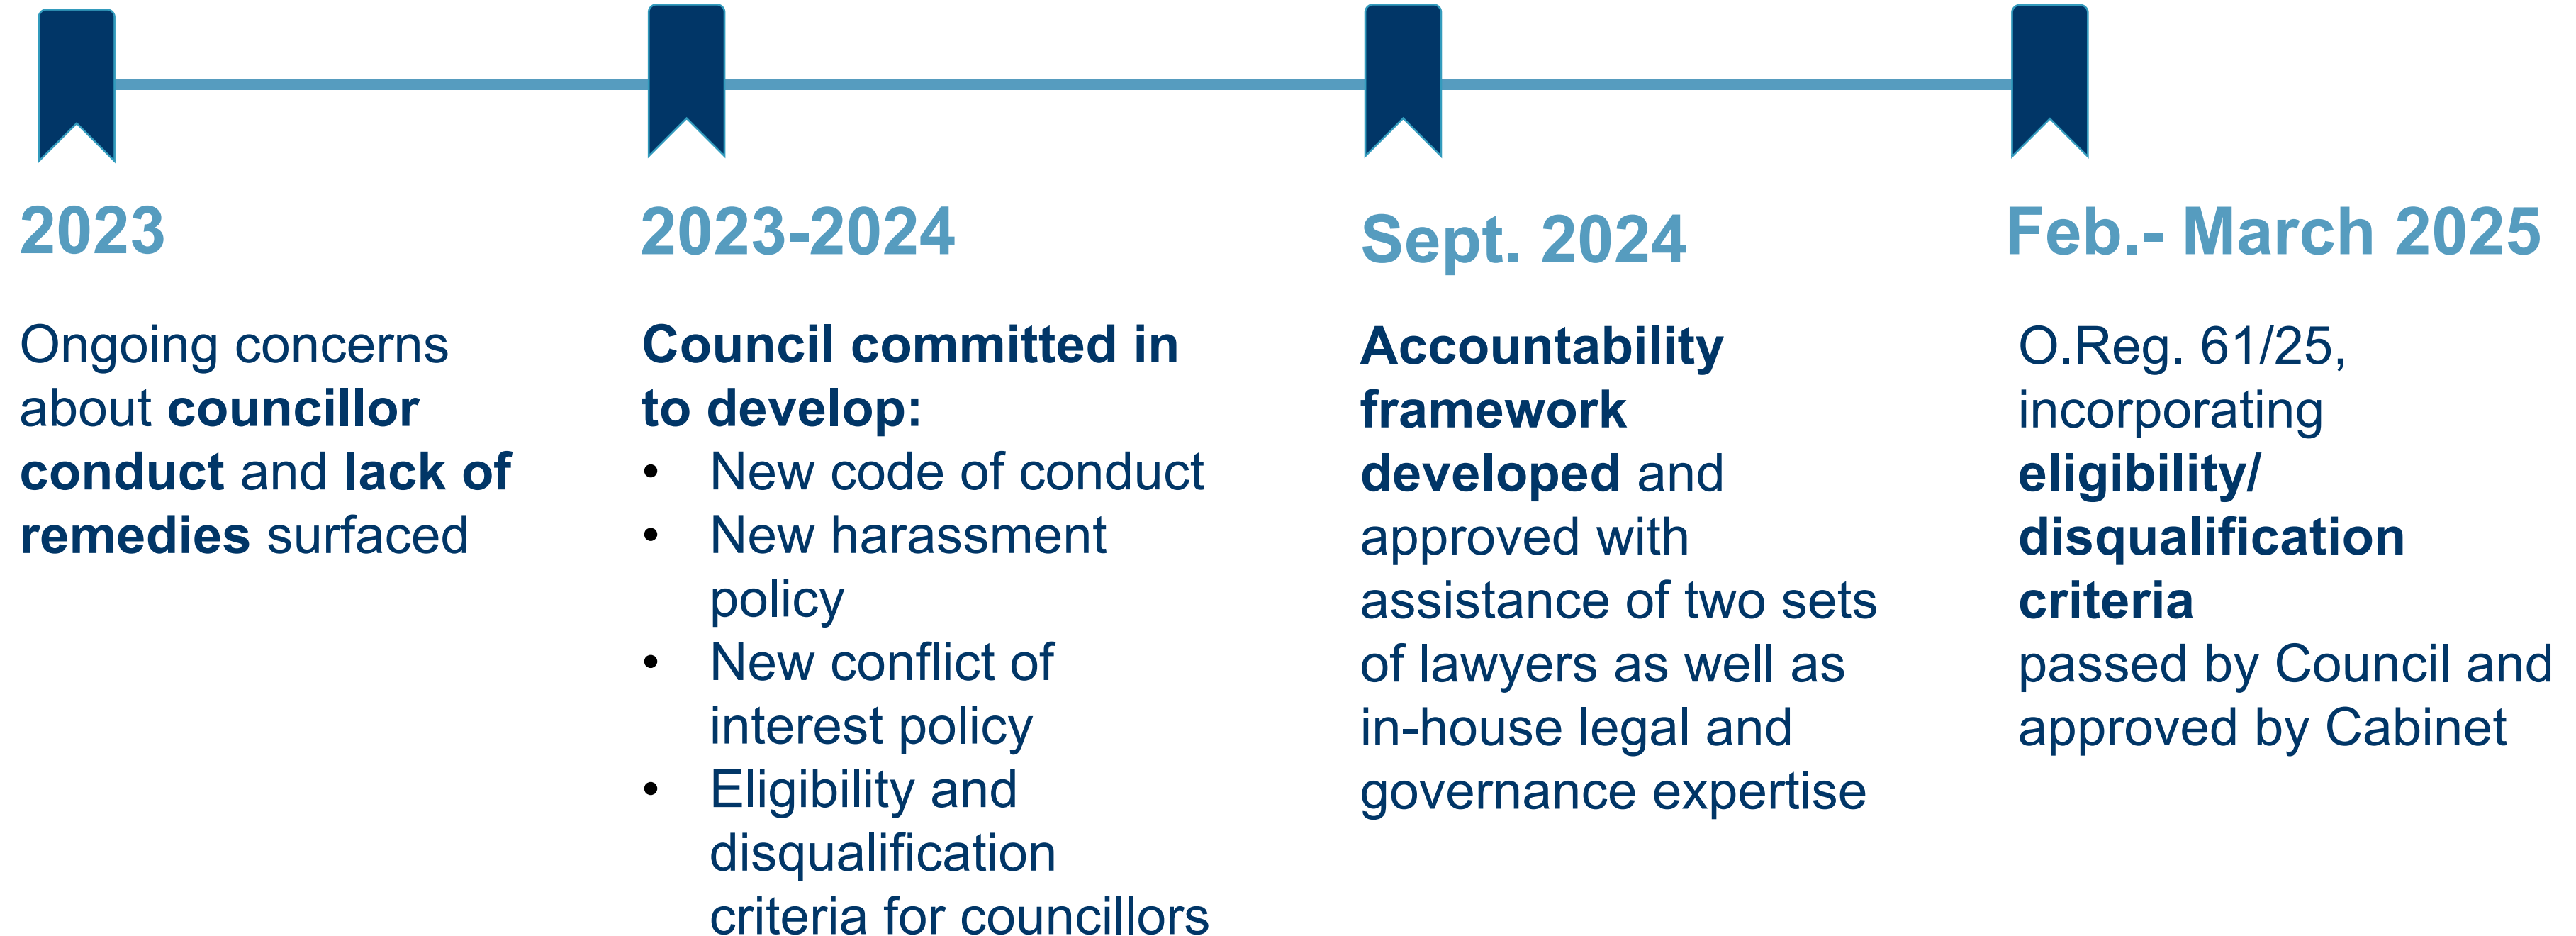 2023
Ongoing concerns
about councillor
conduct and lack of
remedies surfaced
2023-2024
Council committed in
to develop:
• New code of conduct
• New harassment
policy
• New conflict of
interest policy
• Eligibility and
disqualification
criteria for councillors
Sept. 2024
Accountability
framework
developed and
approved with
assistance of two sets
of lawyers as well as
in-house legal and
governance expertise
Feb.- March 2025
O.Reg. 61/25,
incorporating
eligibility/
disqualification
criteria
passed by Council and
approved by Cabinet